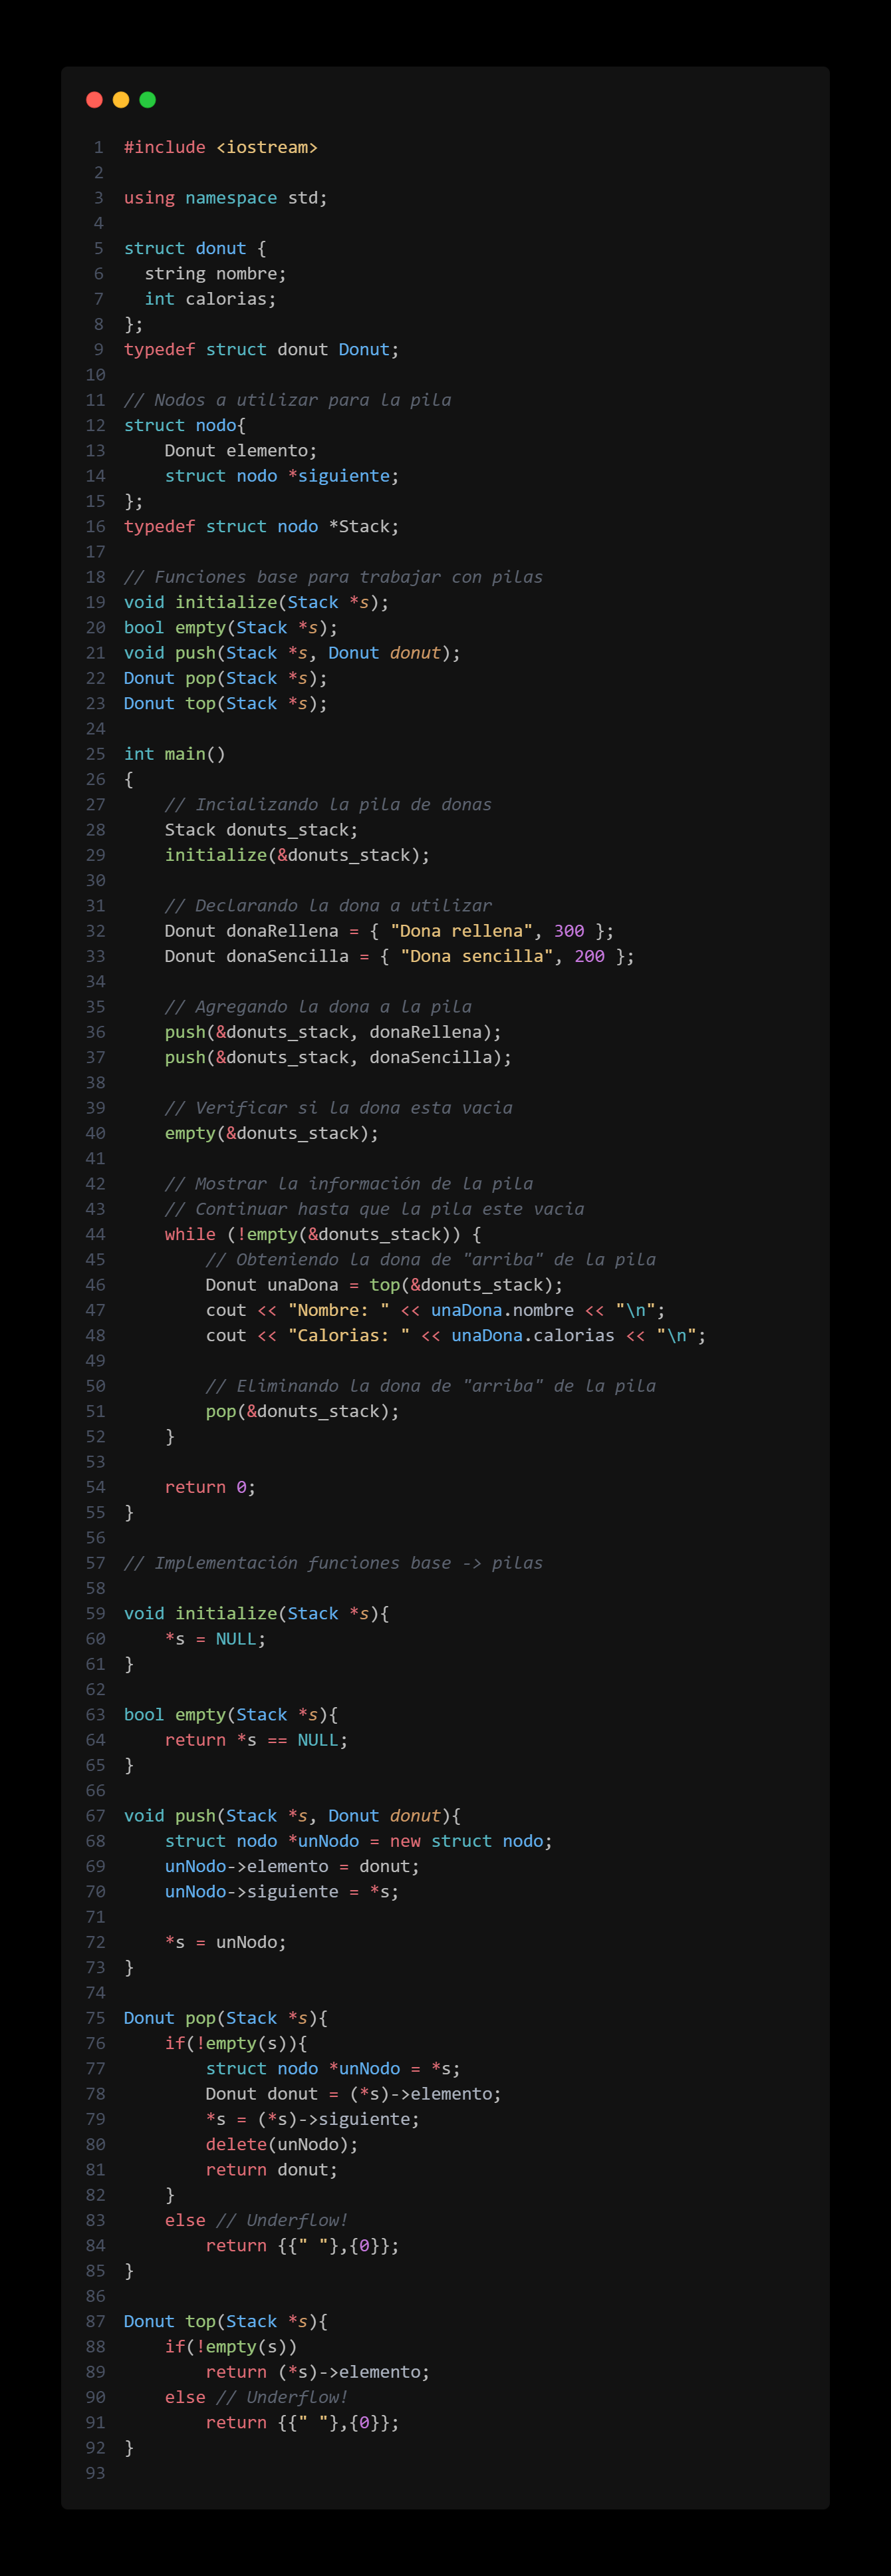 1 #include <iostream>
2
3 using namespace std;
4
5 struct donut {
6   string nombre;
7   int calorias;
8 };
9 typedef struct donut Donut;
10
11 // Nodos a utilizar para la pila
12 struct nodo{
13     Donut elemento;
14     struct nodo *siguiente;
15 };
16 typedef struct nodo *Stack;
17
18 // Funciones base para trabajar con pilas
19 void initialize(Stack *s);
20 bool empty(Stack *s);
21 void push(Stack *s, Donut donut);
22 Donut pop(Stack *s);
23 Donut top(Stack *s);
24
25 int main()
26 {
27     // Incializando la pila de donas
28     Stack donuts_stack;
29     initialize(&donuts_stack);
30
31     // Declarando la dona a utilizar
32     Donut donaRellena = { "Dona rellena", 300 };
33     Donut donaSencilla = { "Dona sencilla", 200 };
34
35     // Agregando la dona a la pila
36     push(&donuts_stack, donaRellena);
37     push(&donuts_stack, donaSencilla);
38
39     // Verificar si la dona esta vacia
40     empty(&donuts_stack);
41
42     // Mostrar la información de la pila
43     // Continuar hasta que la pila este vacia
44     while (!empty(&donuts_stack)) {
45         // Obteniendo la dona de "arriba" de la pila
46         Donut unaDona = top(&donuts_stack);
47         cout << "Nombre: " << unaDona.nombre << "\n";
48         cout << "Calorias: " << unaDona.calorias << "\n";
49
50         // Eliminando la dona de "arriba" de la pila
51         pop(&donuts_stack);
52     }
53
54     return 0;
55 }
56
57 // Implementación funciones base -> pilas
58
59 void initialize(Stack *s){
60     *s = NULL;
61 }
62
63 bool empty(Stack *s){
64     return *s == NULL;
65 }
66
67 void push(Stack *s, Donut donut){
68     struct nodo *unNodo = new struct nodo;
69     unNodo->elemento = donut;
70     unNodo->siguiente = *s;
71
72     *s = unNodo;
73 }
74
75 Donut pop(Stack *s){
76     if(!empty(s)){
77         struct nodo *unNodo = *s;
78         Donut donut = (*s)->elemento;
79         *s = (*s)->siguiente;
80         delete(unNodo);
81         return donut;
82     }
83     else // Underflow!
84         return {{" "},{0}};
85 }
86
87 Donut top(Stack *s){
88     if(!empty(s))
89         return (*s)->elemento;
90     else // Underflow!
91         return {{" "},{0}};
92 }
93